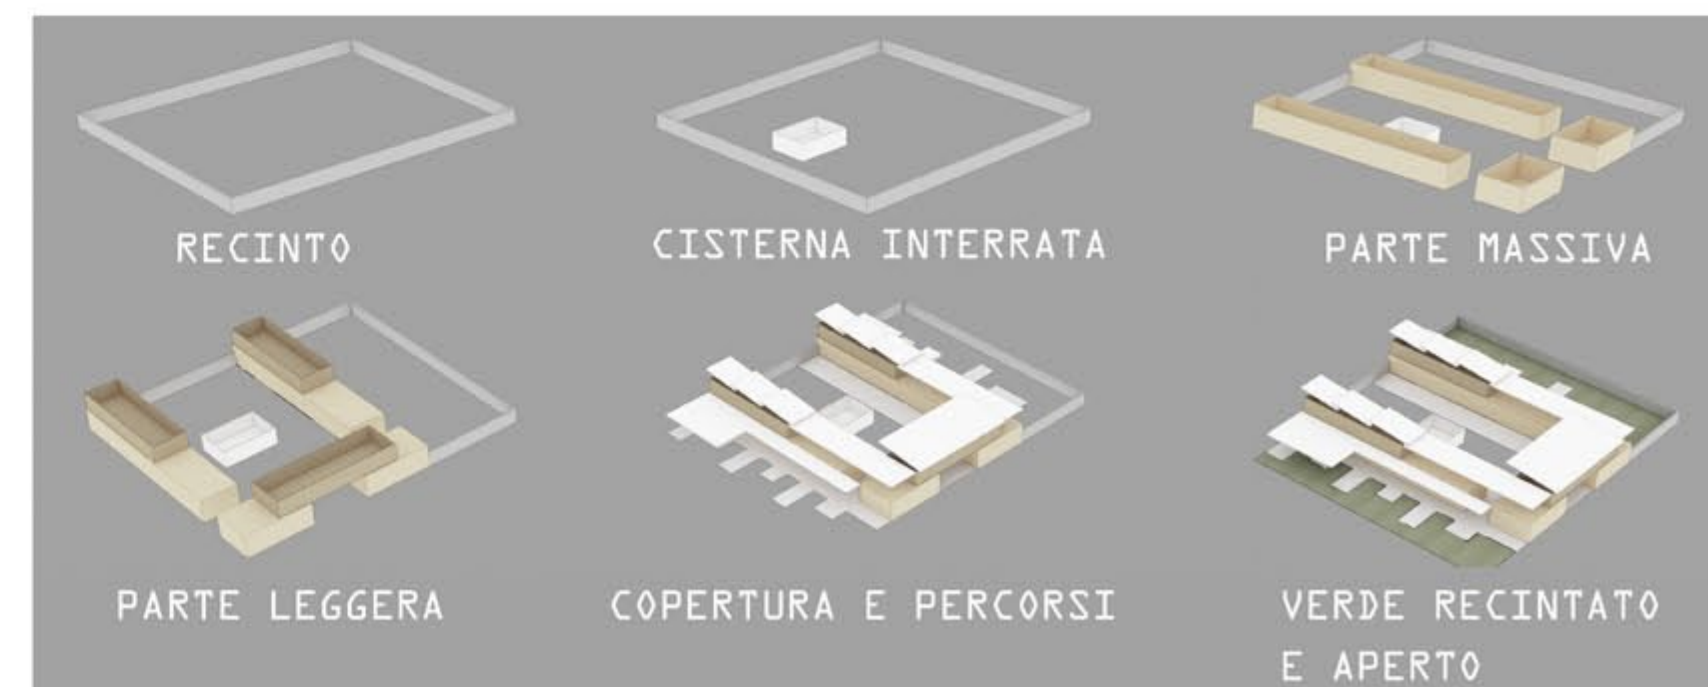 RECINTO
CISTERNA INTERRATA
PARTE MASSIVA
PARTE LEGGERA
COPERTURA E PERCORSI
VERDE RECINTATO
E APERTO